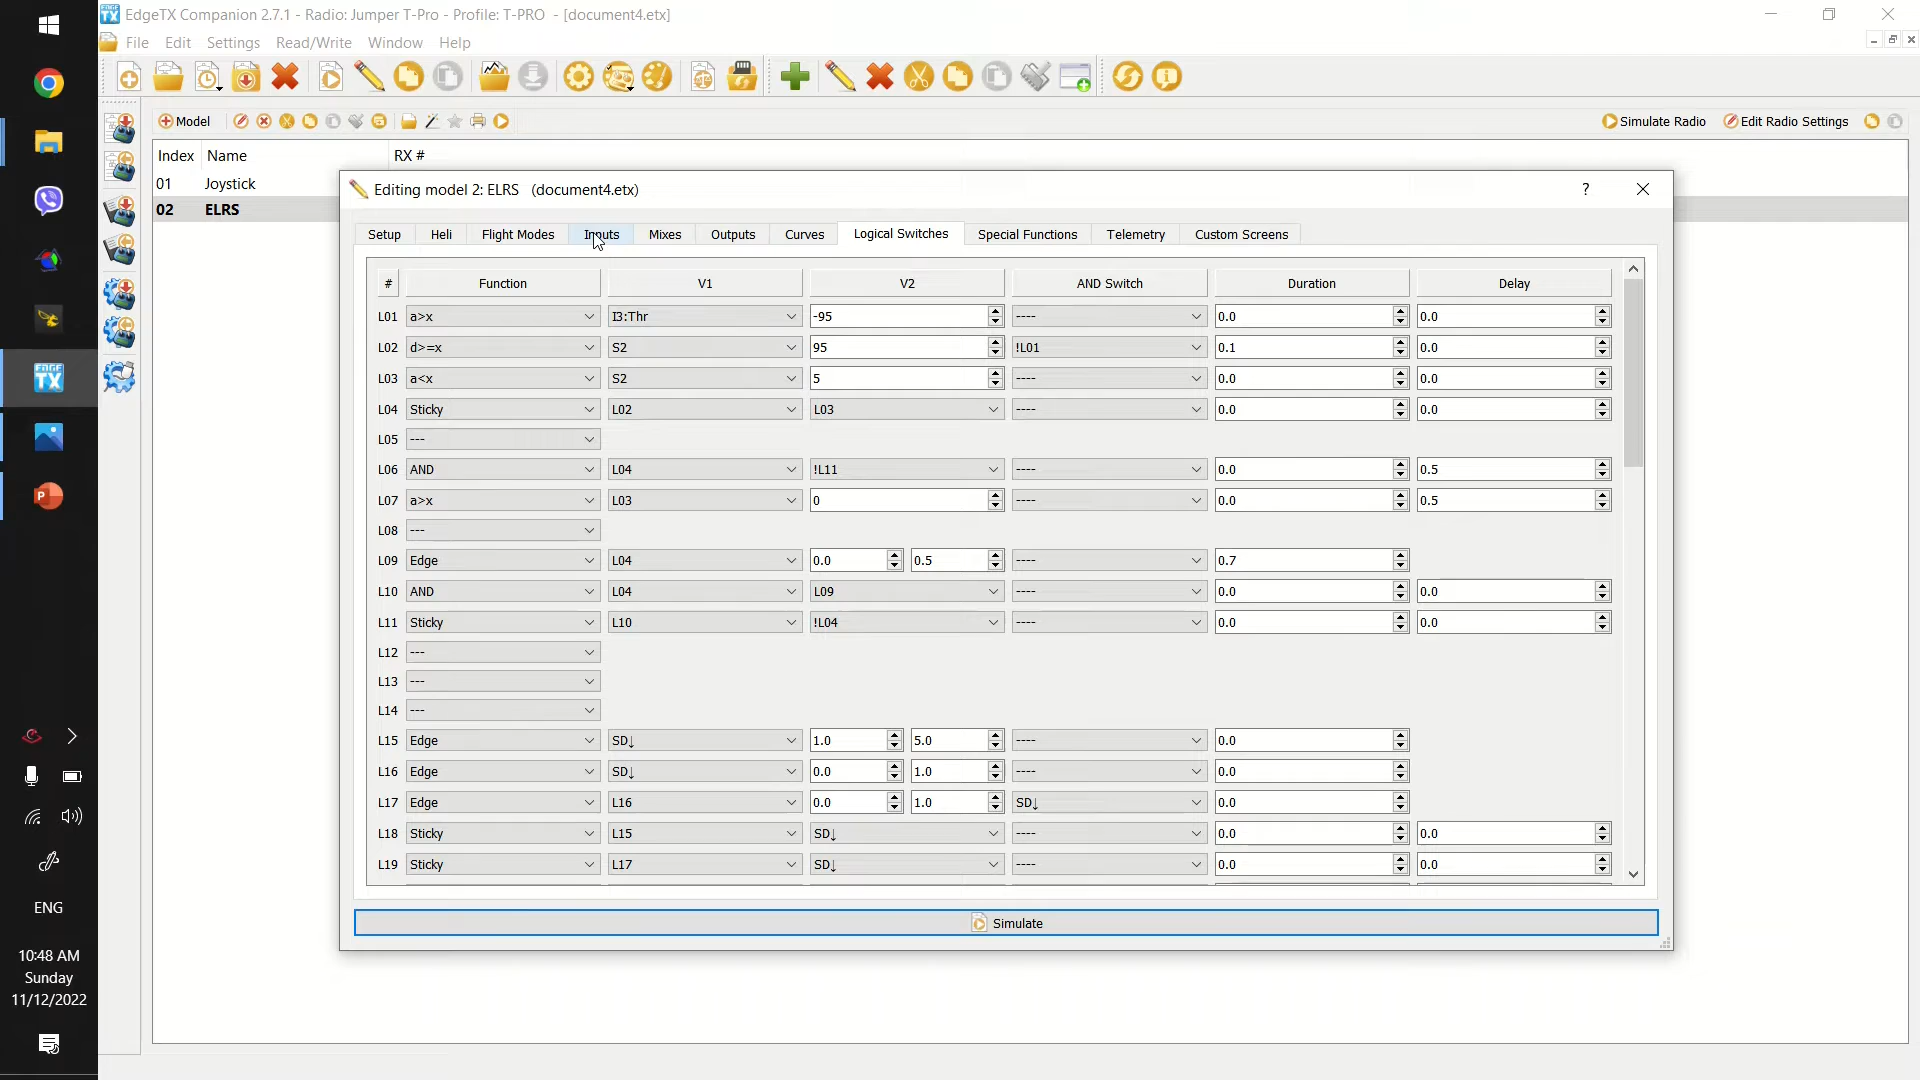 EdgeTX Companion 2.7.1 - Radio: Jumper T-Pro - Profile: T-PRO - [document4.etx]
File Edit Settings Read/Write Window Help
Model
Simulate Radio Edit Radio Settings
Index Name RX #
01 Joystick
02 ELRS
Editing model 2: ELRS (document4.etx) ?
Setup Heli Flight Modes Inputs Mixes Outputs Curves Logical Switches Special Functions Telemetry Custom Screens
# Function V1 V2 AND Switch Duration Delay
L01 a>x I3:Thr -95 ---- 0.0 0.0
L02 d>=x S2 95 !L01 0.1 0.0
L03 a<x S2 5 ---- 0.0 0.0
L04 Sticky L02 L03 ---- 0.0 0.0
L05 ---
L06 AND L04 !L11 ---- 0.0 0.5
L07 a>x L03 0 ---- 0.0 0.5
L08 ---
L09 Edge L04 0.0 0.5 ---- 0.7
L10 AND L04 L09 ---- 0.0 0.0
L11 Sticky L10 !L04 ---- 0.0 0.0
L12 ---
L13 ---
L14 ---
L15 Edge SD↓ 1.0 5.0 ---- 0.0
L16 Edge SD↓ 0.0 1.0 ---- 0.0
L17 Edge L16 0.0 1.0 SD↓ 0.0
L18 Sticky L15 SD↓ ---- 0.0 0.0
L19 Sticky L17 SD↓ ---- 0.0 0.0
Simulate
EDGE
TX
ENG
10:48 AM
Sunday
11/12/2022